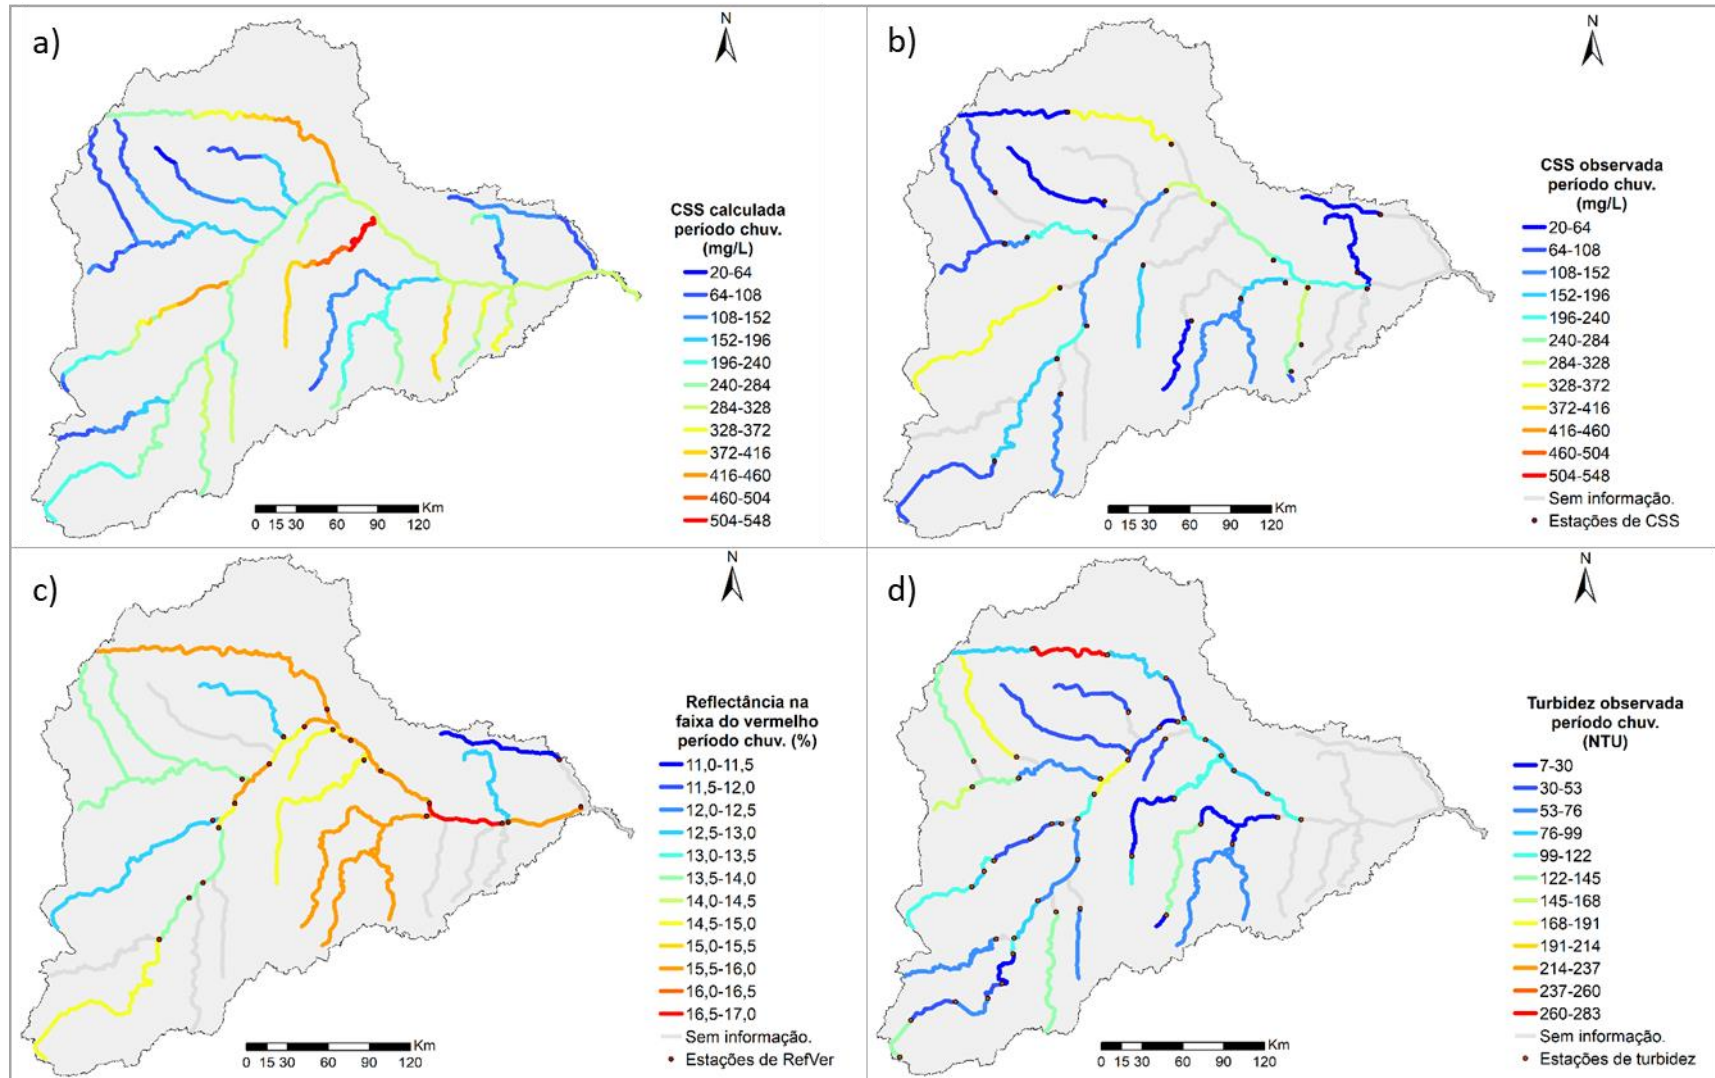 a)
N
CSS calculada
período chuv.
(mg/L)
20-64
64-108
108-152
152-196
196-240
240-284
284-328
328-372
372-416
416-460
460-504
504-548
Km
0 15 30 60 90 120
b)
N
CSS observada
período chuv.
(mg/L)
20-64
64-108
108-152
152-196
196-240
240-284
284-328
328-372
372-416
416-460
460-504
504-548
Sem informação.
Estações de CSS
Km
0 15 30 60 90 120
c)
N
Reflectância na
faixa do vermelho
período chuv. (%)
11,0-11,5
11,5-12,0
12,0-12,5
12,5-13,0
13,0-13,5
13,5-14,0
14,0-14,5
14,5-15,0
15,0-15,5
15,5-16,0
16,0-16,5
16,5-17,0
Sem informação.
Estações de RefVer
Km
0 15 30 60 90 120
d)
N
Turbidez observada
período chuv.
(NTU)
7-30
30-53
53-76
76-99
99-122
122-145
145-168
168-191
191-214
214-237
237-260
260-283
Sem informação.
Estações de turbidez
Km
0 15 30 60 90 120